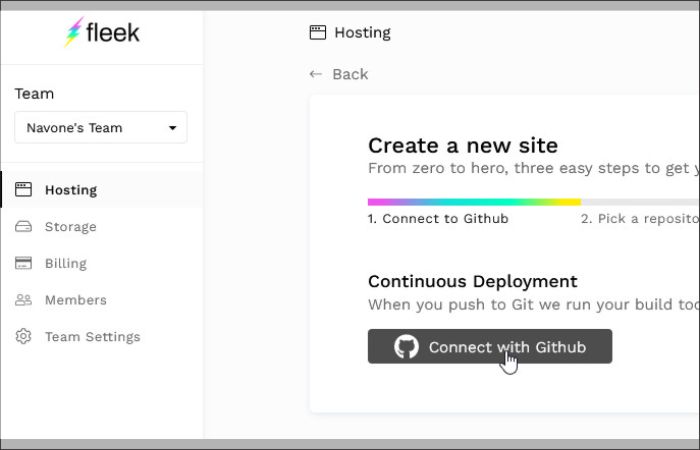 fleek
Team
Navone's Team
Hosting
Storage
Billing
Members
Team Settings
Hosting
← Back
Create a new site
From zero to hero, three easy steps to get
1. Connect to Github
2. Pick a reposito
Continuous Deployment
When you push to Git we run your build too
Connect with Github